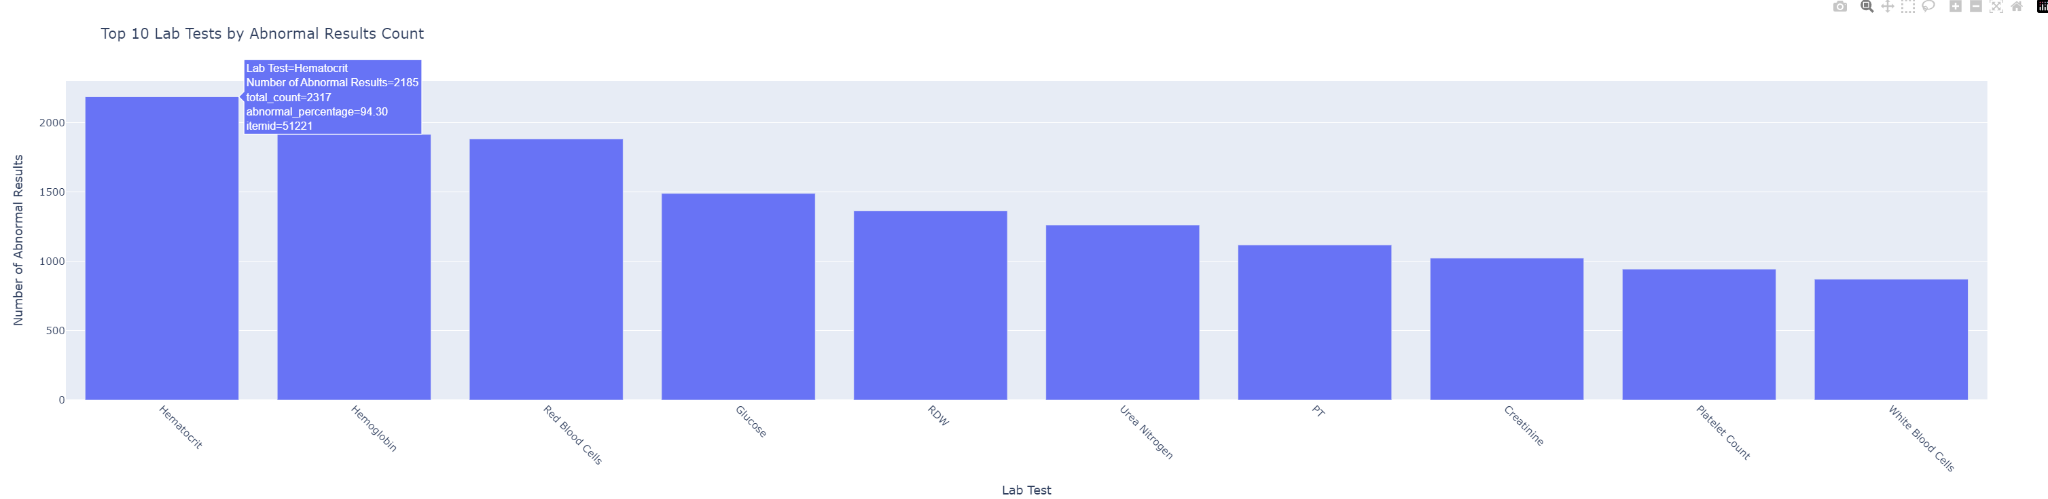 Top 10 Lab Tests by Abnormal Results Count
Lab Test=Hematocrit
Number of Abnormal Results=2185
total_count=2317
abnormal_percentage=94.30
itemid=51221
Number of Abnormal Results
2000
1500
1000
500
0
Hematocrit
Hemoglobin
Red Blood Cells
Glucose
RDW
Urea Nitrogen
PT
Creatinine
Platelet Count
White Blood Cells
Lab Test